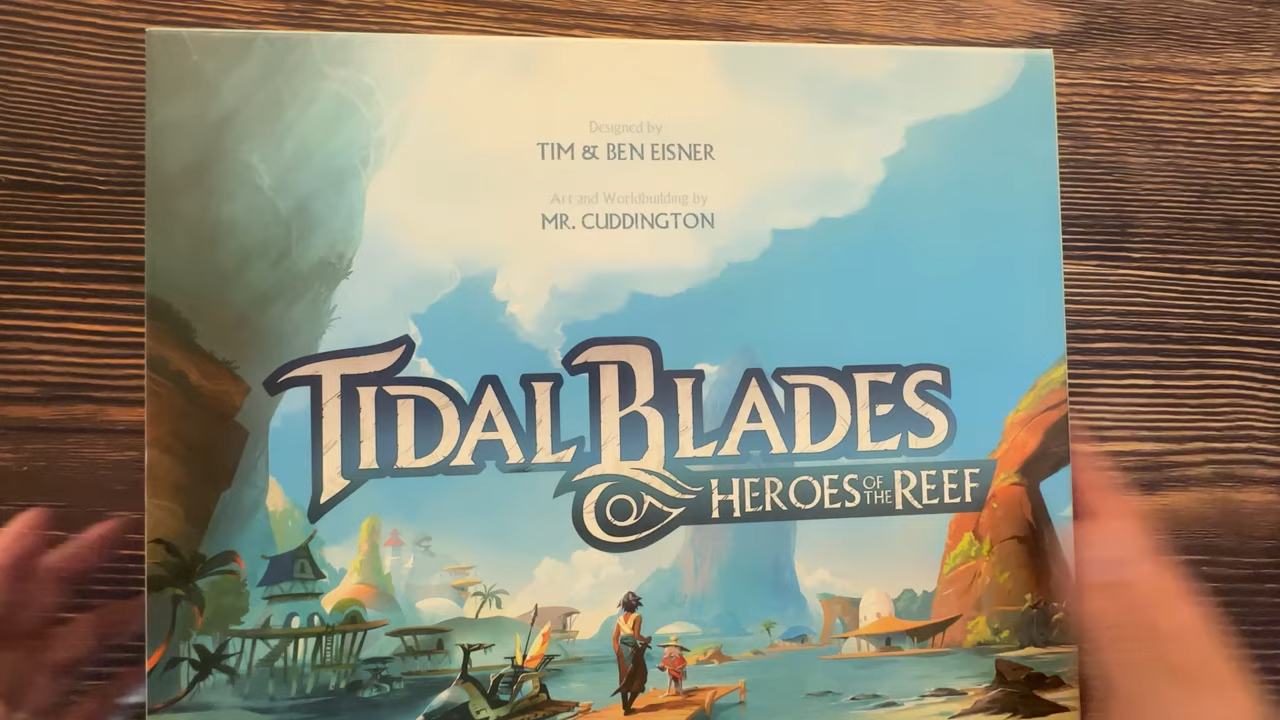 Designed by
TIM & BEN EISNER
Art and Worldbuilding by
MR. CUDDINGTON
TIDAL BLADES
HEROES OF THE REEF